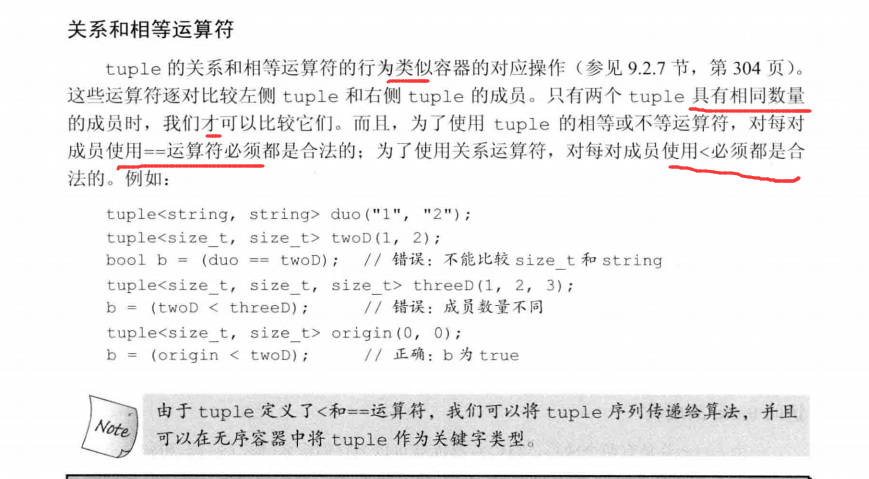 关系和相等运算符
tuple 的关系和相等运算符的行为类似容器的对应操作（参见 9.2.7 节，第 304 页）。
这些运算符逐对比较左侧 tuple 和右侧 tuple 的成员。只有两个 tuple 具有相同数量
的成员时，我们才可以比较它们。而且，为了使用 tuple 的相等或不等运算符，对每对
成员使用==运算符必须都是合法的；为了使用关系运算符，对每对成员使用<必须都是合
法的。例如：
tuple<string, string> duo("1", "2");
tuple<size_t, size_t> twoD(1, 2);
bool b = (duo == twoD); // 错误：不能比较 size_t 和 string
tuple<size_t, size_t, size_t> threeD(1, 2, 3);
b = (twoD < threeD); // 错误：成员数量不同
tuple<size_t, size_t> origin(0, 0);
b = (origin < twoD); // 正确：b 为 true
Note
由于 tuple 定义了<和==运算符，我们可以将 tuple 序列传递给算法，并且
可以在无序容器中将 tuple 作为关键字类型。